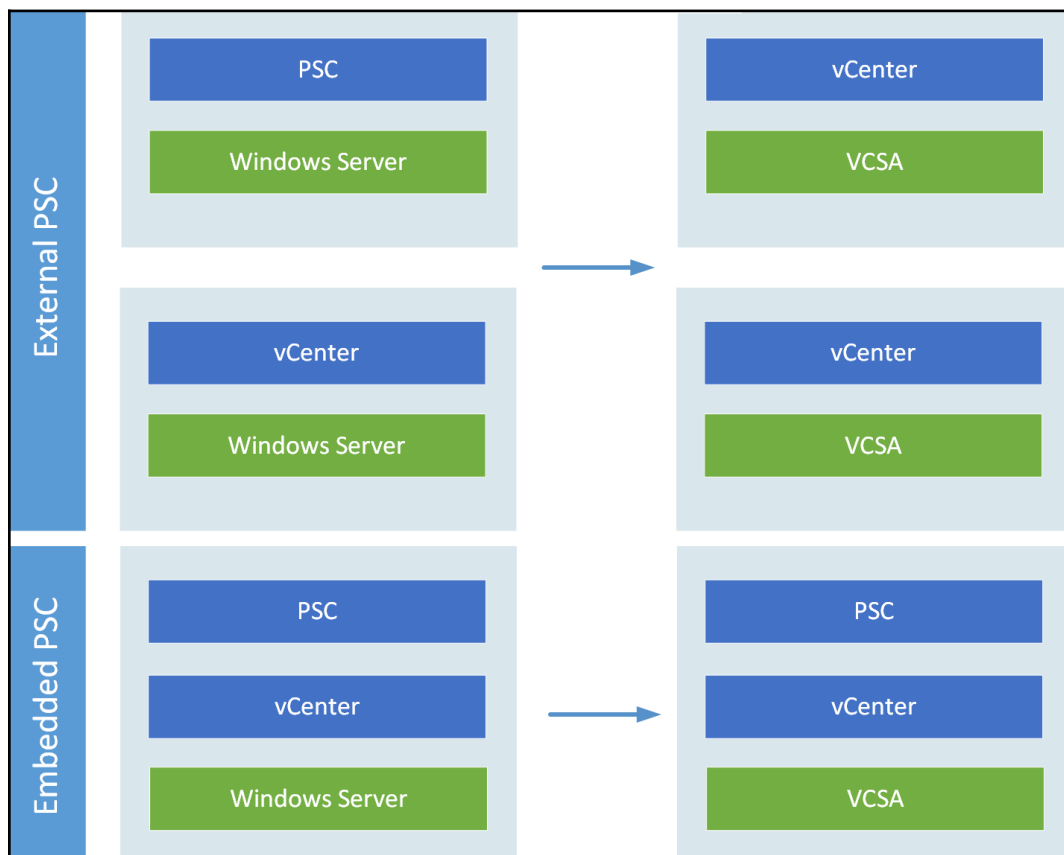 External PSC
PSC
Windows Server
vCenter
VCSA
vCenter
Windows Server
vCenter
VCSA
Embedded PSC
PSC
vCenter
Windows Server
PSC
vCenter
VCSA